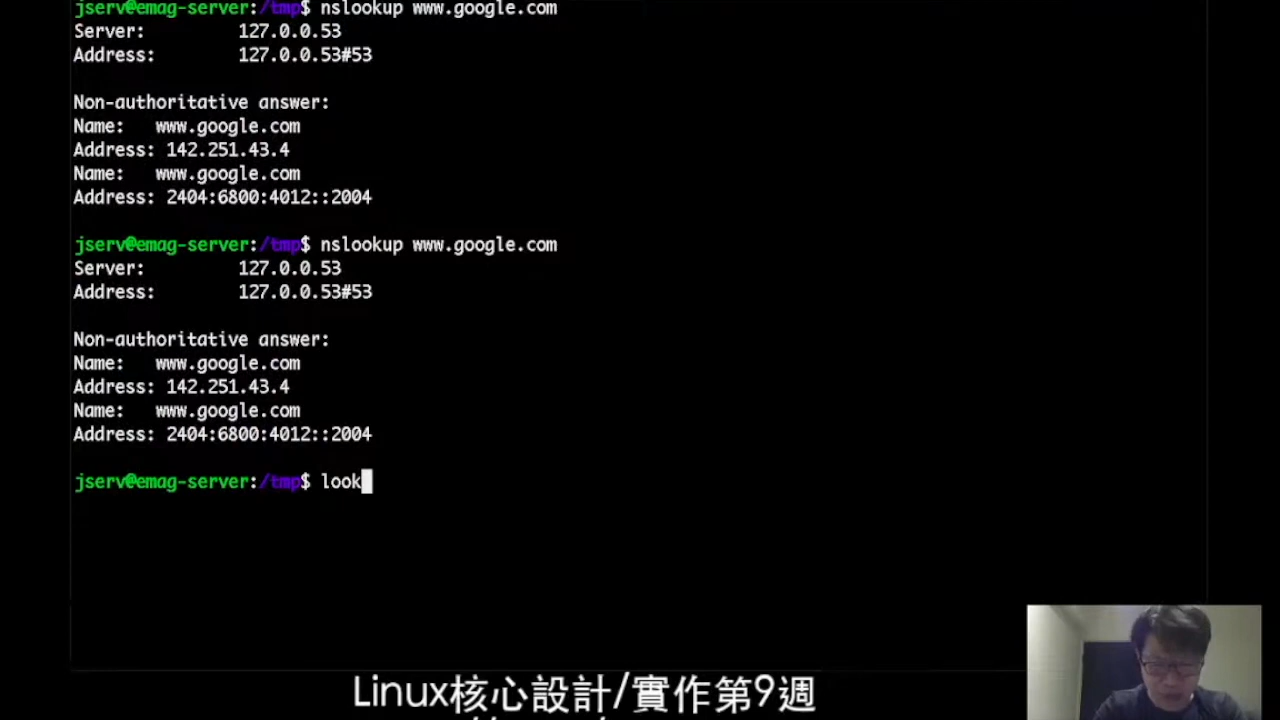 jserv@emag-server:/tmp$ nslookup www.google.com
Server: 127.0.0.53
Address: 127.0.0.53#53
Non-authoritative answer:
Name: www.google.com
Address: 142.251.43.4
Name: www.google.com
Address: 2404:6800:4012::2004
jserv@emag-server:/tmp$ nslookup www.google.com
Server: 127.0.0.53
Address: 127.0.0.53#53
Non-authoritative answer:
Name: www.google.com
Address: 142.251.43.4
Name: www.google.com
Address: 2404:6800:4012::2004
jserv@emag-server:/tmp$ look
Linux核心設計/實作第9週